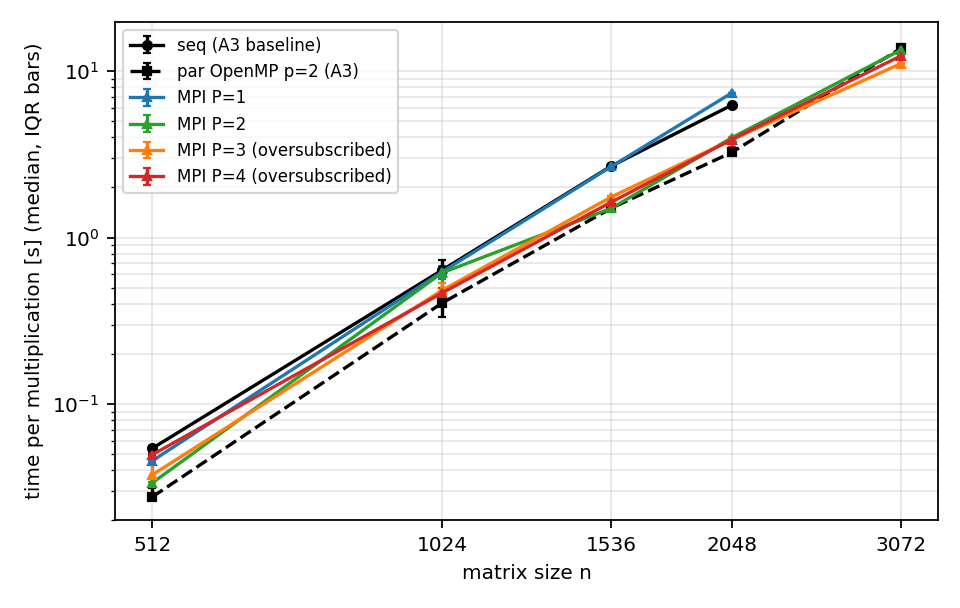 seq (A3 baseline)
par OpenMP p=2 (A3)
MPI P=1
MPI P=2
MPI P=3 (oversubscribed)
MPI P=4 (oversubscribed)
time per multiplication [s] (median, IQR bars)
10¹
10⁰
10⁻¹
512 1024 1536 2048 3072
matrix size n